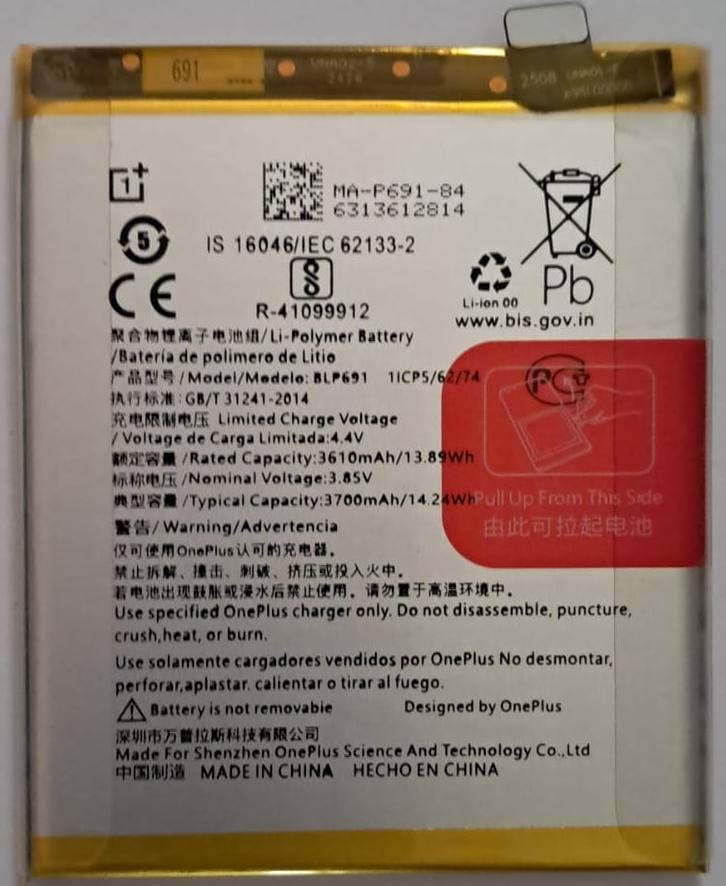 691
2508
1+
MA-P691-84
6313612814
5
IS 16046/IEC 62133-2
CE
R-41099912
Li-ion 00
Pb
www.bis.gov.in
聚合物锂离子电池组/Li-Polymer Battery
/Batería de polimero de Litio
产品型号/Model/Modelo: BLP691 1ICP5/62/74
执行标准:GB/T 31241-2014
充电限制电压 Limited Charge Voltage
/ Voltage de Carga Limitada:4.4V
额定容量 /Rated Capacity:3610mAh/13.89Wh
标称电压/Nominal Voltage:3.85V
典型容量 /Typical Capacity:3700mAh/14.24Wh
Pull Up From This Side
由此可拉起电池
警告/ Warning/Advertencia
仅可使用OnePlus认可的充电器。
禁止拆解、撞击、刺破、挤压或投入火中。
若电池出现鼓胀或浸水后禁止使用。请勿置于高温环境中。
Use specified OnePlus charger only. Do not disassemble, puncture,
crush,heat, or burn.
Use solamente cargadores vendidos por OnePlus No desmontar,
perforar,aplastar. calientar o tirar al fuego.
Battery is not removable Designed by OnePlus
深圳市万普拉斯科技有限公司
Made For Shenzhen OnePlus Science And Technology Co.,Ltd
中国制造 MADE IN CHINA HECHO EN CHINA